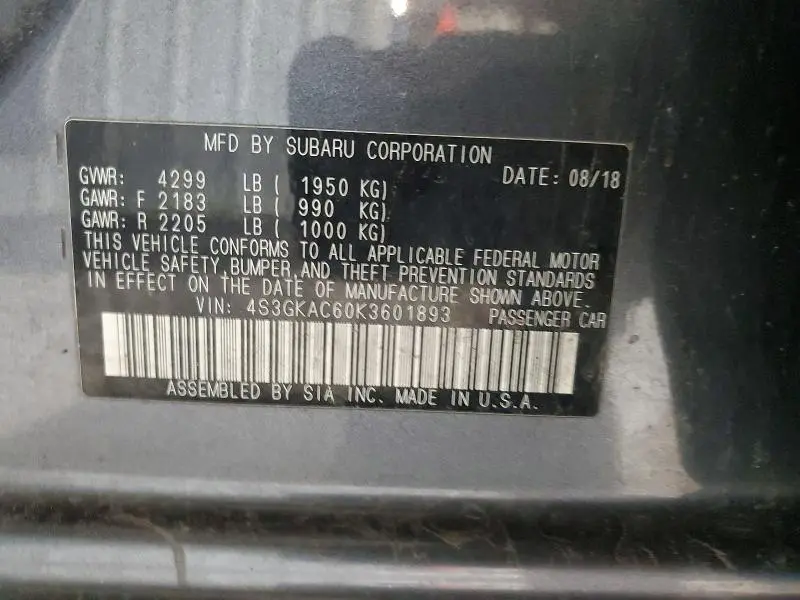 MFD BY SUBARU CORPORATION
GVWR: 4299 LB ( 1950 KG) DATE: 08/18
GAWR: F 2183 LB ( 990 KG)
GAWR: R 2205 LB ( 1000 KG)
THIS VEHICLE CONFORMS TO ALL APPLICABLE FEDERAL MOTOR
VEHICLE SAFETY, BUMPER, AND THEFT PREVENTION STANDARDS
IN EFFECT ON THE DATE OF MANUFACTURE SHOWN ABOVE.
VIN: 4S3GKAC60K3601893 PASSENGER CAR
ASSEMBLED BY SIA INC. MADE IN U.S.A.